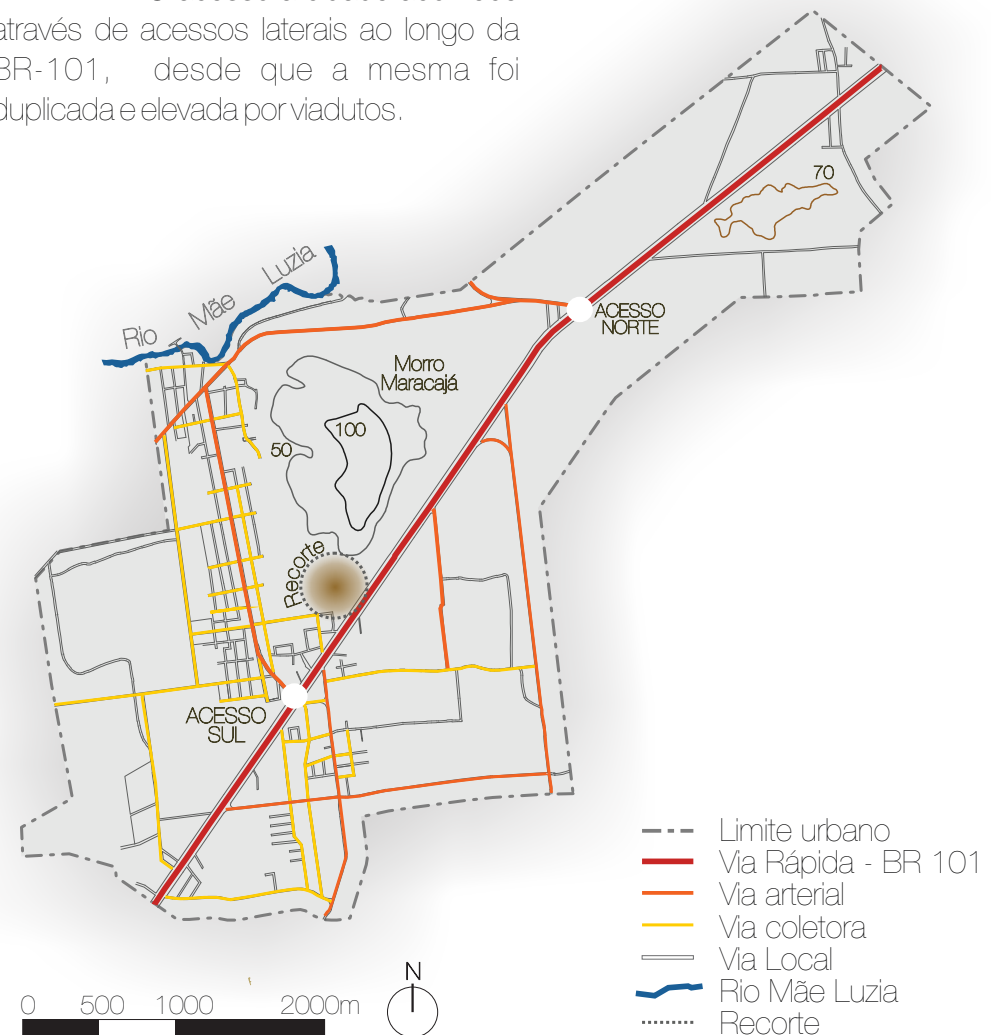 através de acessos laterais ao longo da
BR-101, desde que a mesma foi
duplicada e elevada por viadutos.
70
Rio Mãe Luzia
ACESSO
NORTE
Morro
Maracajá
100
50
Recorte
ACESSO
SUL
Limite urbano
Via Rápida - BR 101
Via arterial
Via coletora
Via Local
Rio Mãe Luzia
Recorte
N
0 500 1000 2000m